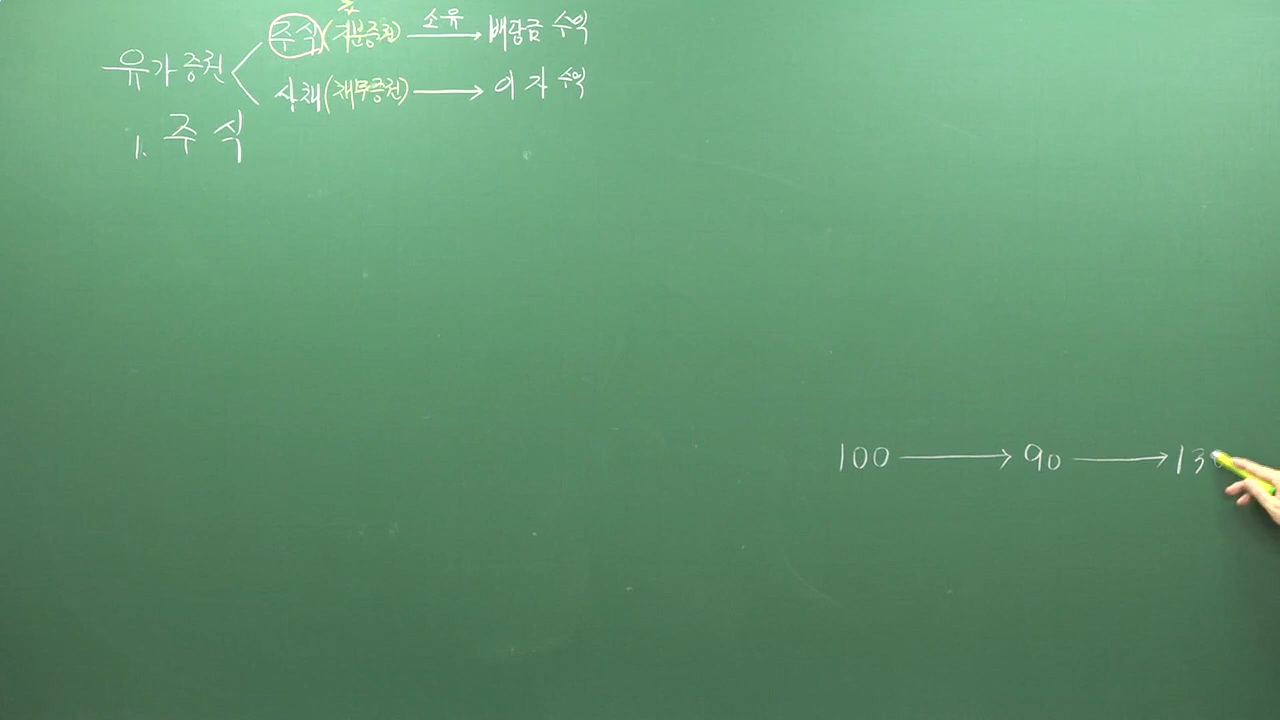 유가증권 < 주식(지분증권) 소유→ 배당금 수익
사채(채무증권) → 이자수익
1. 주식
100 → 90 → 130